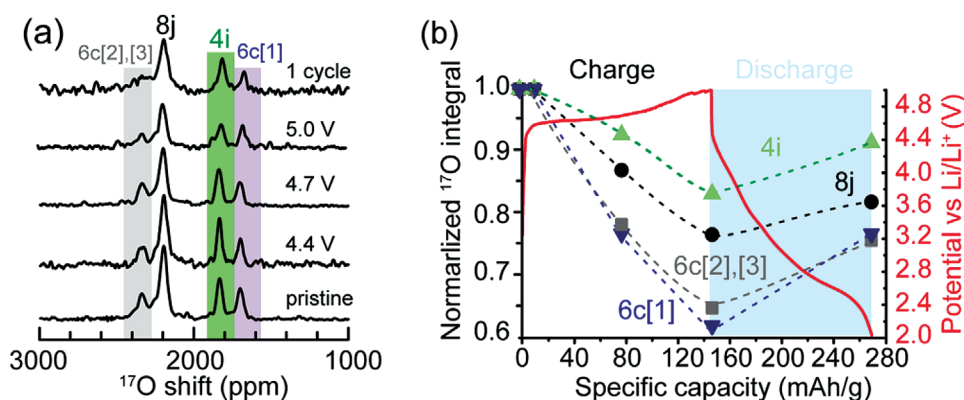 (a)
8j
4i
6c[2],[3]
6c[1]
1 cycle
5.0 V
4.7 V
4.4 V
pristine
3000 2000 1000
¹⁷O shift (ppm)
(b)
Charge
Discharge
4i
8j
6c[2],[3]
6c[1]
1.0
0.9
0.8
0.7
0.6
Normarlized ¹⁷O integral
0 40 80 120 160 200 240 280
Specific capacity (mAh/g)
4.8
4.4
4.0
3.6
3.2
2.8
2.4
2.0
Potential vs Li/Li⁺ (V)